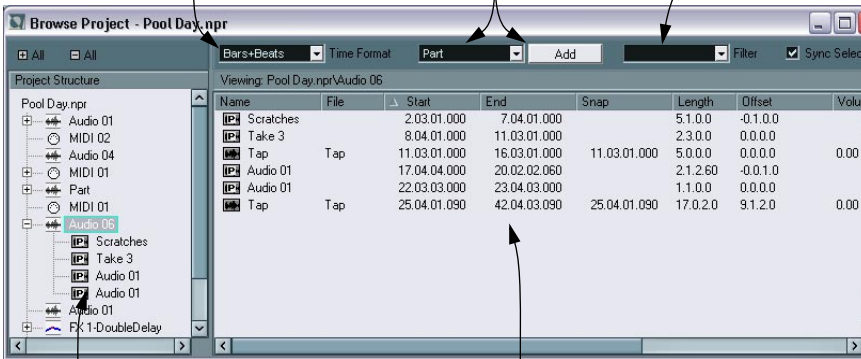 Browse Project - Pool Day.npr
All All Bars+Beats Time Format Part Add Filter Sync Selec
Project Structure Viewing: Pool Day.npr\Audio 06
Name File Start End Snap Length Offset Volu
Pool Day.npr
Audio 01
MIDI 02
Audio 04
MIDI 01
Part
MIDI 01
Audio 06
Scratches
Take 3
Audio 01
Audio 01
Audio 01
FX 1-DoubleDelay
Scratches 2.03.01.000 7.04.01.000 5.1.0.0 -0.1.0.0
Take 3 8.04.01.000 11.03.01.000 2.3.0.0 0.0.0.0
Tap Tap 11.03.01.000 16.03.01.000 11.03.01.000 5.0.0.0 0.0.0.0 0.00
Audio 01 17.04.04.000 20.02.02.060 2.1.2.60 -0.0.1.0
Audio 01 22.03.03.000 23.04.03.000 1.1.0.0 0.0.0.0
Tap Tap 25.04.01.090 42.04.03.090 25.04.01.090 17.0.2.0 9.1.2.0 0.00